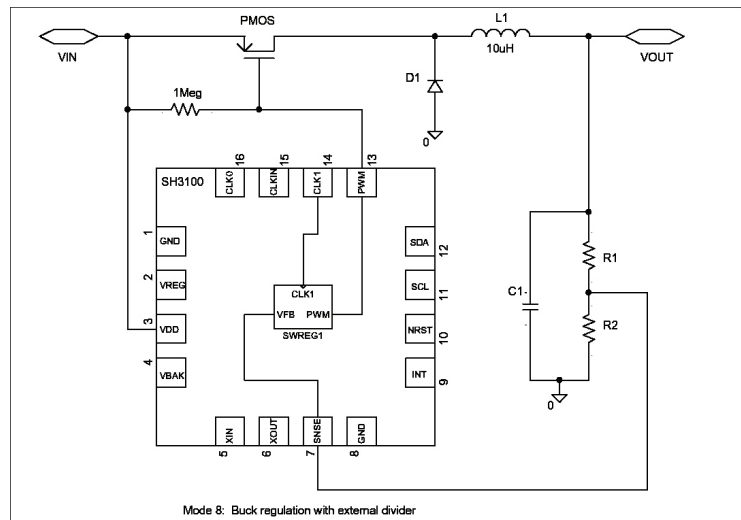 PMOS
L1
VIN
10uH
VOUT
D1
1Meg
0
SH3100
16
15
14
13
CLK0
CLKIN
CLK1
PWM
1
GND
SDA
12
2
VREG
SCL
11
3
VDD
NRST
10
4
VBAK
INT
9
CLK1
VFB
PWM
SWREG1
XIN
XOUT
SNSE
GND
5
6
7
8
R1
C1
R2
0
Mode 8: Buck regulation with external divider